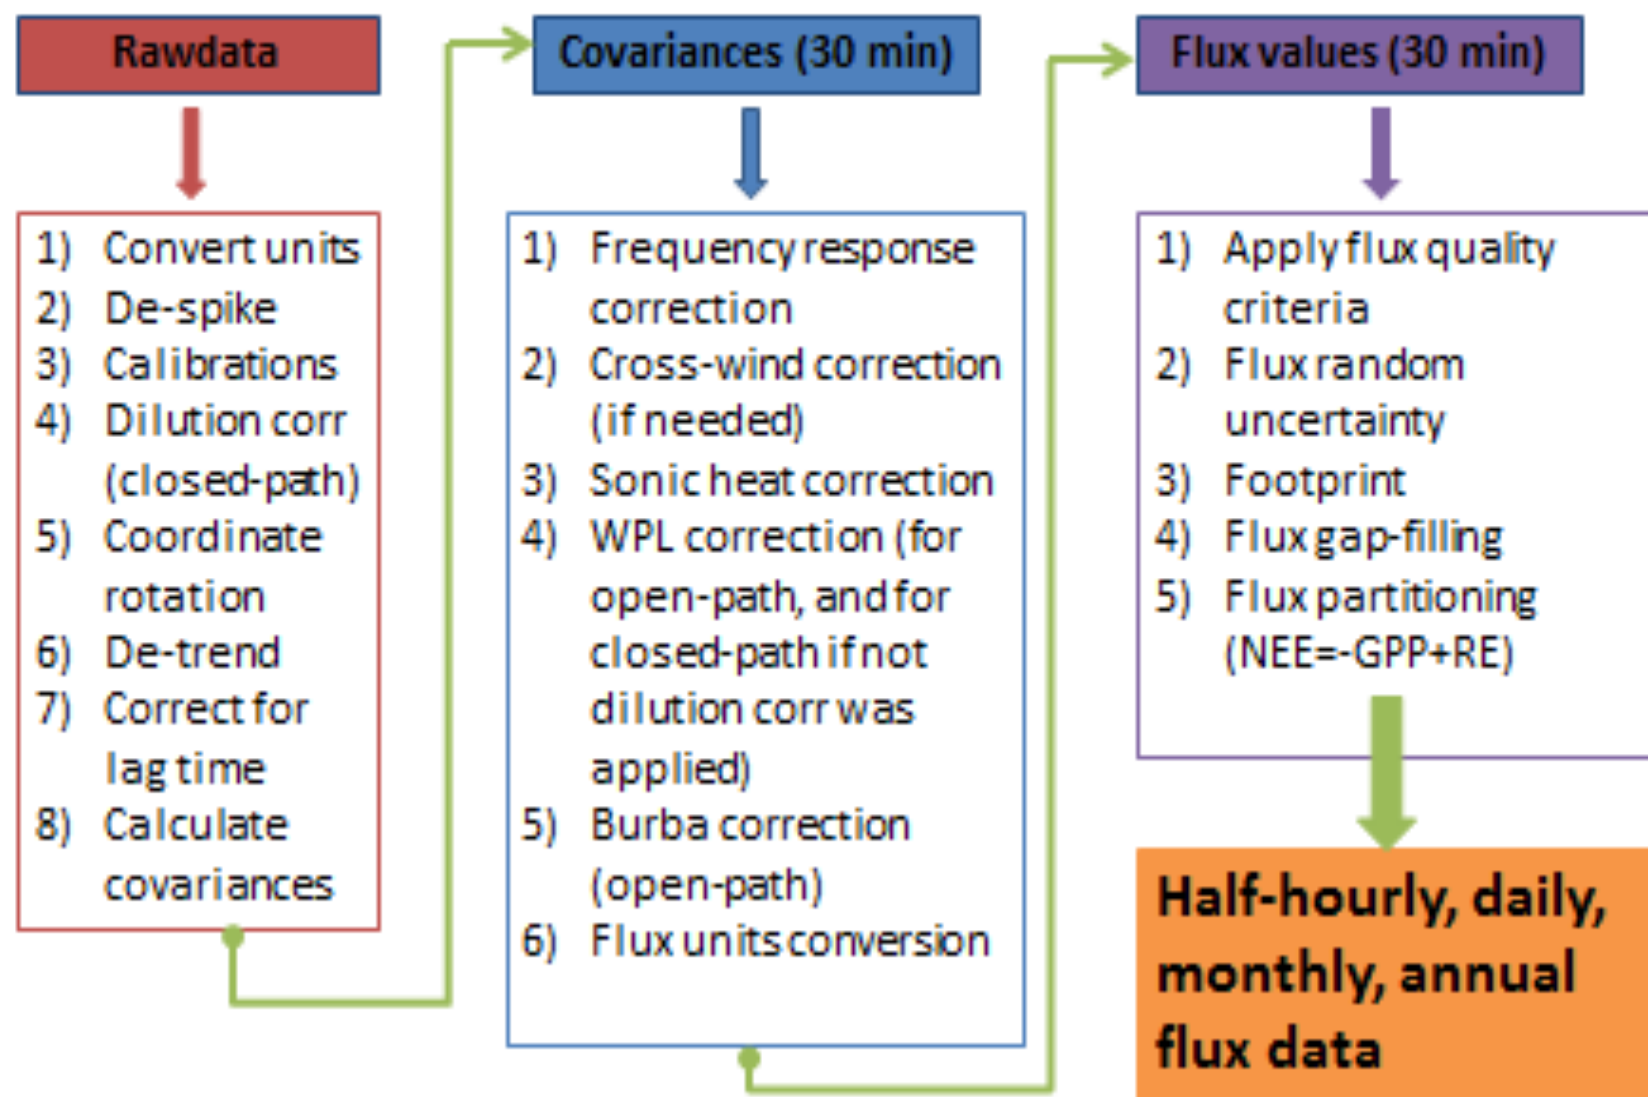 Rawdata
1) Convert units
2) De-spike
3) Calibrations
4) Dilution corr
(closed-path)
5) Coordinate
rotation
6) De-trend
7) Correct for
lag time
8) Calculate
covariances
Covariances (30 min)
1) Frequency response
correction
2) Cross-wind correction
(if needed)
3) Sonic heat correction
4) WPL correction (for
open-path, and for
closed-path if not
dilution corr was
applied)
5) Burba correction
(open-path)
6) Flux units conversion
Flux values (30 min)
1) Apply flux quality
criteria
2) Flux random
uncertainty
3) Footprint
4) Flux gap-filling
5) Flux partitioning
(NEE=-GPP+RE)
Half-hourly, daily,
monthly, annual
flux data